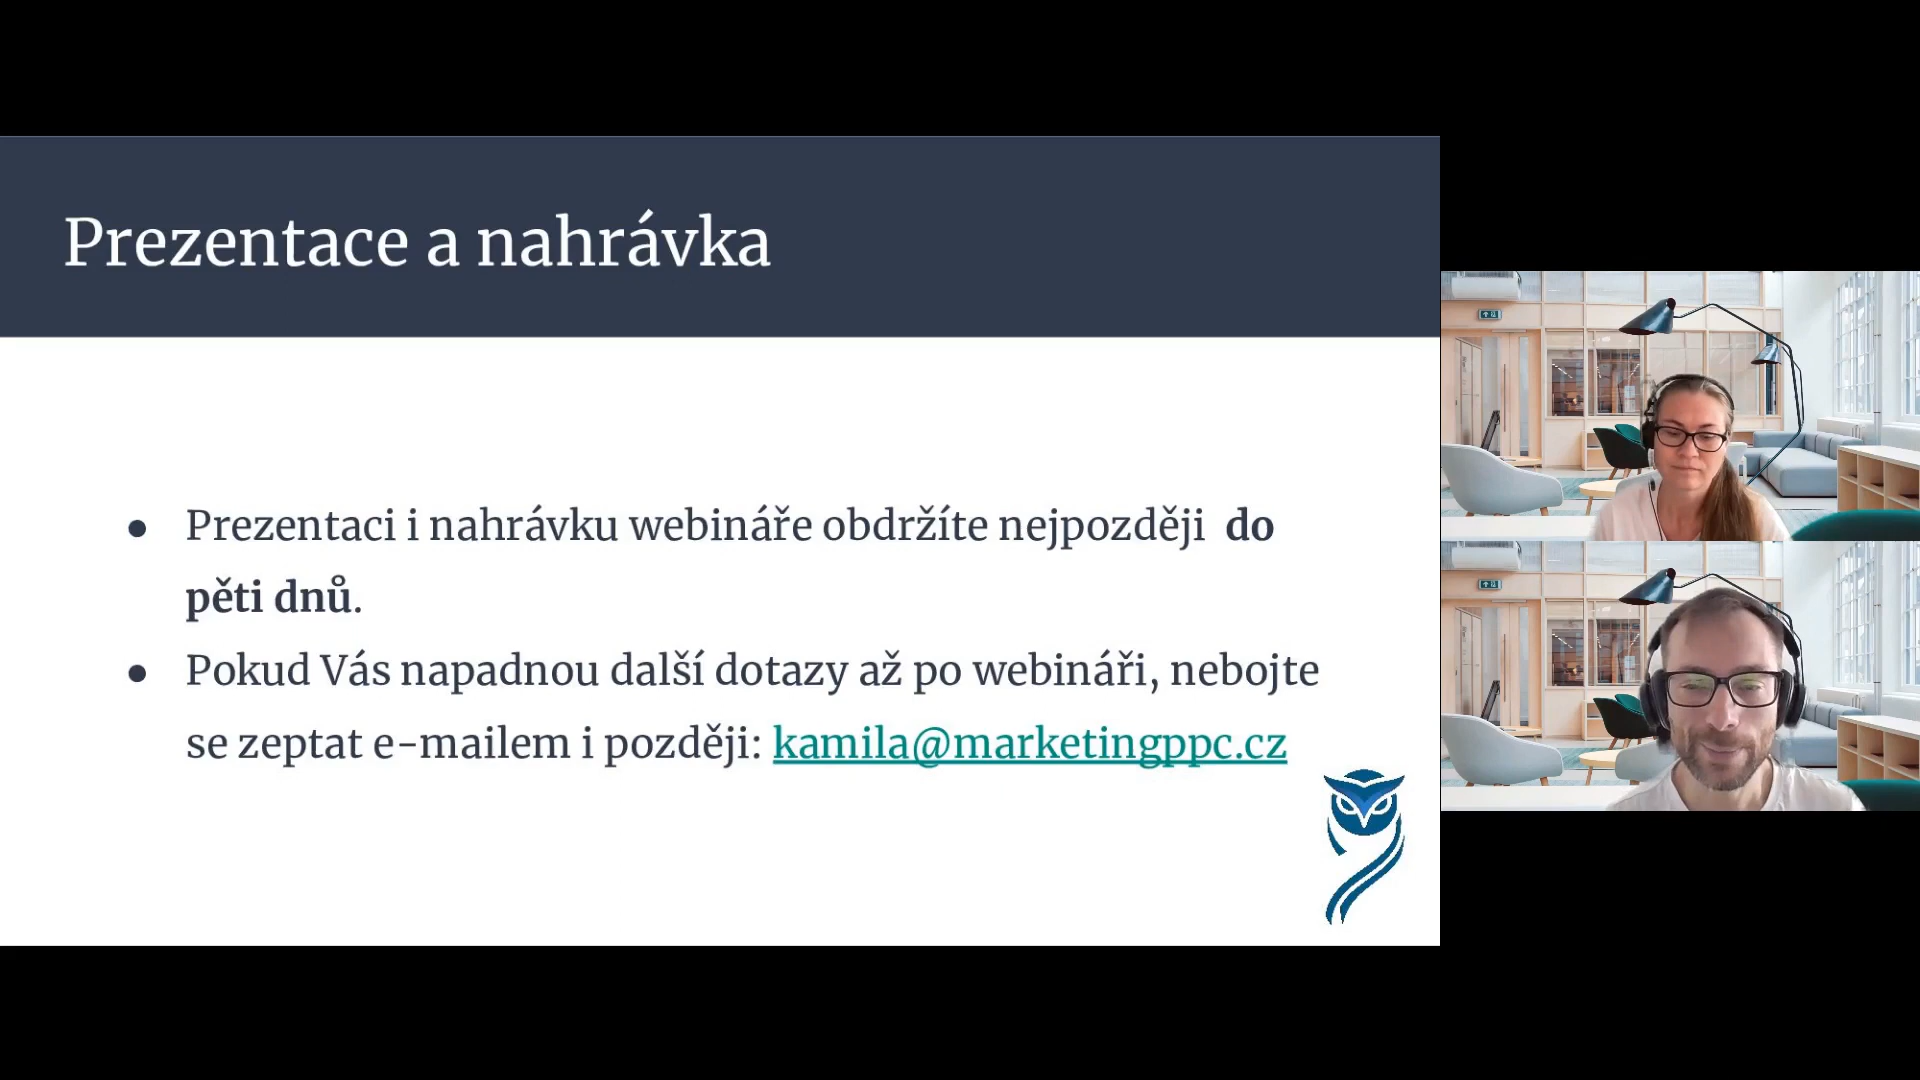 Prezentace a nahrávka
● Prezentaci i nahrávku webináře obdržíte nejpozději do
pěti dnů.
● Pokud Vás napadnou další dotazy až po webináři, nebojte
se zeptat e-mailem i později: kamila@marketingppc.cz